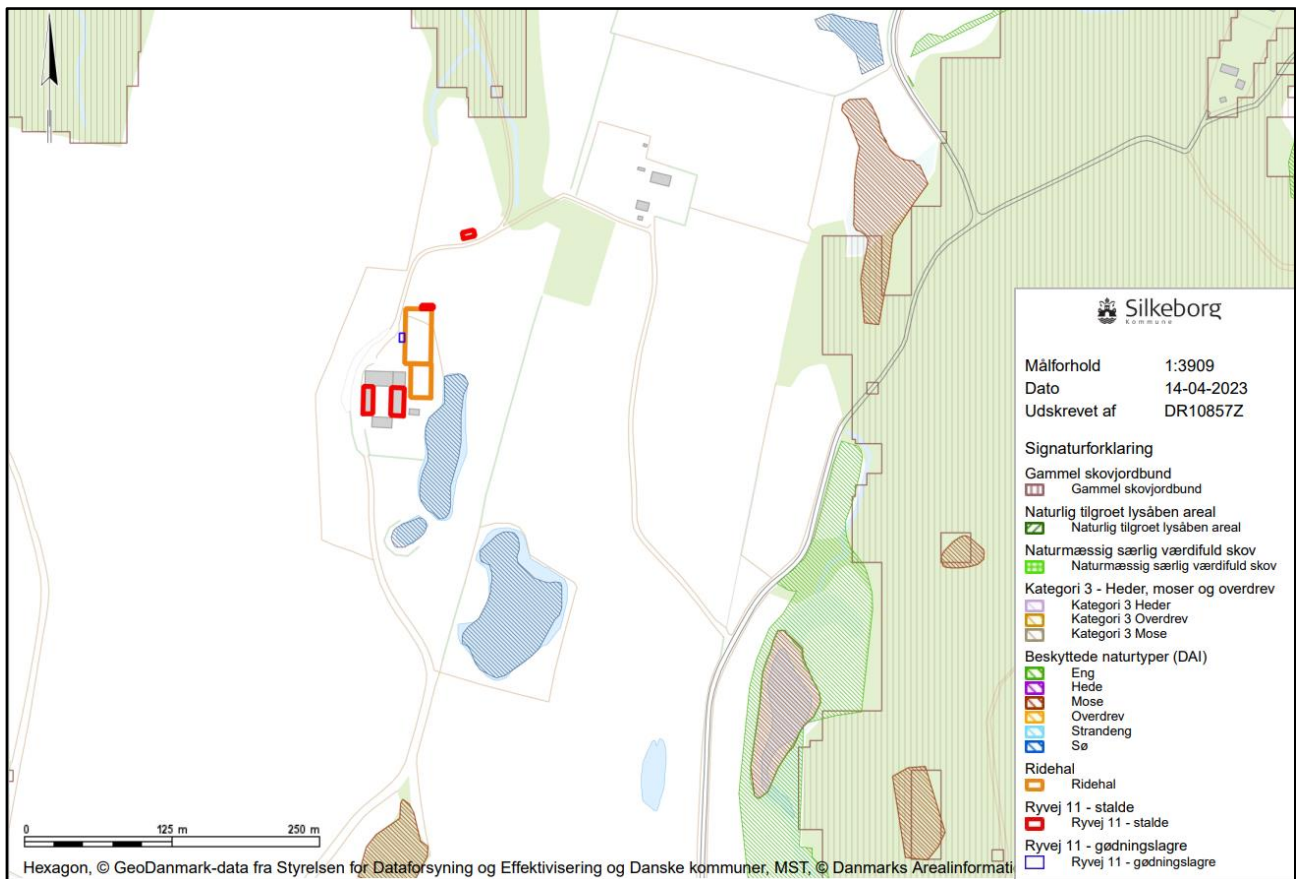 Silkeborg
Kommune
Målforhold 1:3909
Dato 14-04-2023
Udskrevet af DR10857Z
Signaturforklaring
Gammel skovjordbund
Gammel skovjordbund
Naturlig tilgroet lysåben areal
Naturlig tilgroet lysåben areal
Naturmæssig særlig værdifuld skov
Naturmæssig særlig værdifuld skov
Kategori 3 - Heder, moser og overdrev
Kategori 3 Heder
Kategori 3 Overdrev
Kategori 3 Mose
Beskyttede naturtyper (DAI)
Eng
Hede
Mose
Overdrev
Strandeng
Sø
Ridehal
Ridehal
Ryvej 11 - stalde
Ryvej 11 - stalde
Ryvej 11 - gødningslagre
Ryvej 11 - gødningslagre
0 125 m 250 m
Hexagon, © GeoDanmark-data fra Styrelsen for Dataforsyning og Effektivisering og Danske kommuner, MST, © Danmarks Arealinformati